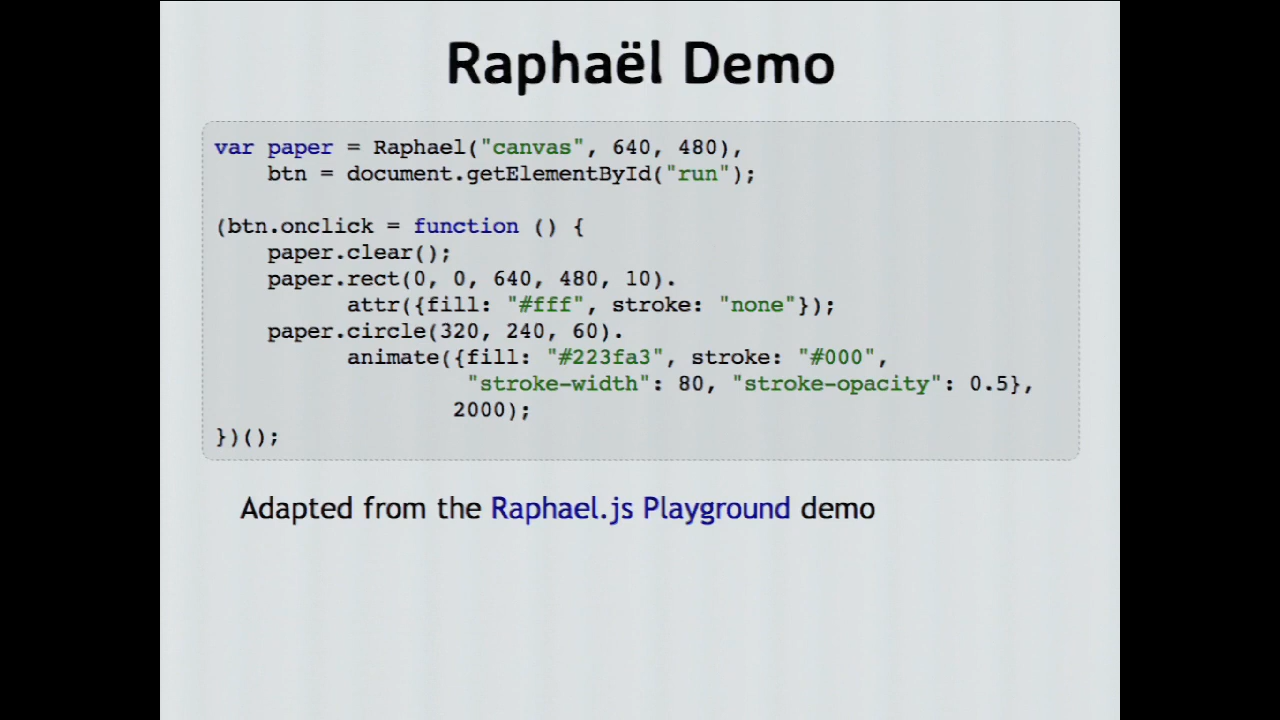 Raphaël Demo
var paper = Raphael("canvas", 640, 480),
    btn = document.getElementById("run");
(btn.onclick = function () {
    paper.clear();
    paper.rect(0, 0, 640, 480, 10).
          attr({fill: "#fff", stroke: "none"});
    paper.circle(320, 240, 60).
          animate({fill: "#223fa3", stroke: "#000",
                   "stroke-width": 80, "stroke-opacity": 0.5},
                  2000);
})();
Adapted from the Raphael.js Playground demo